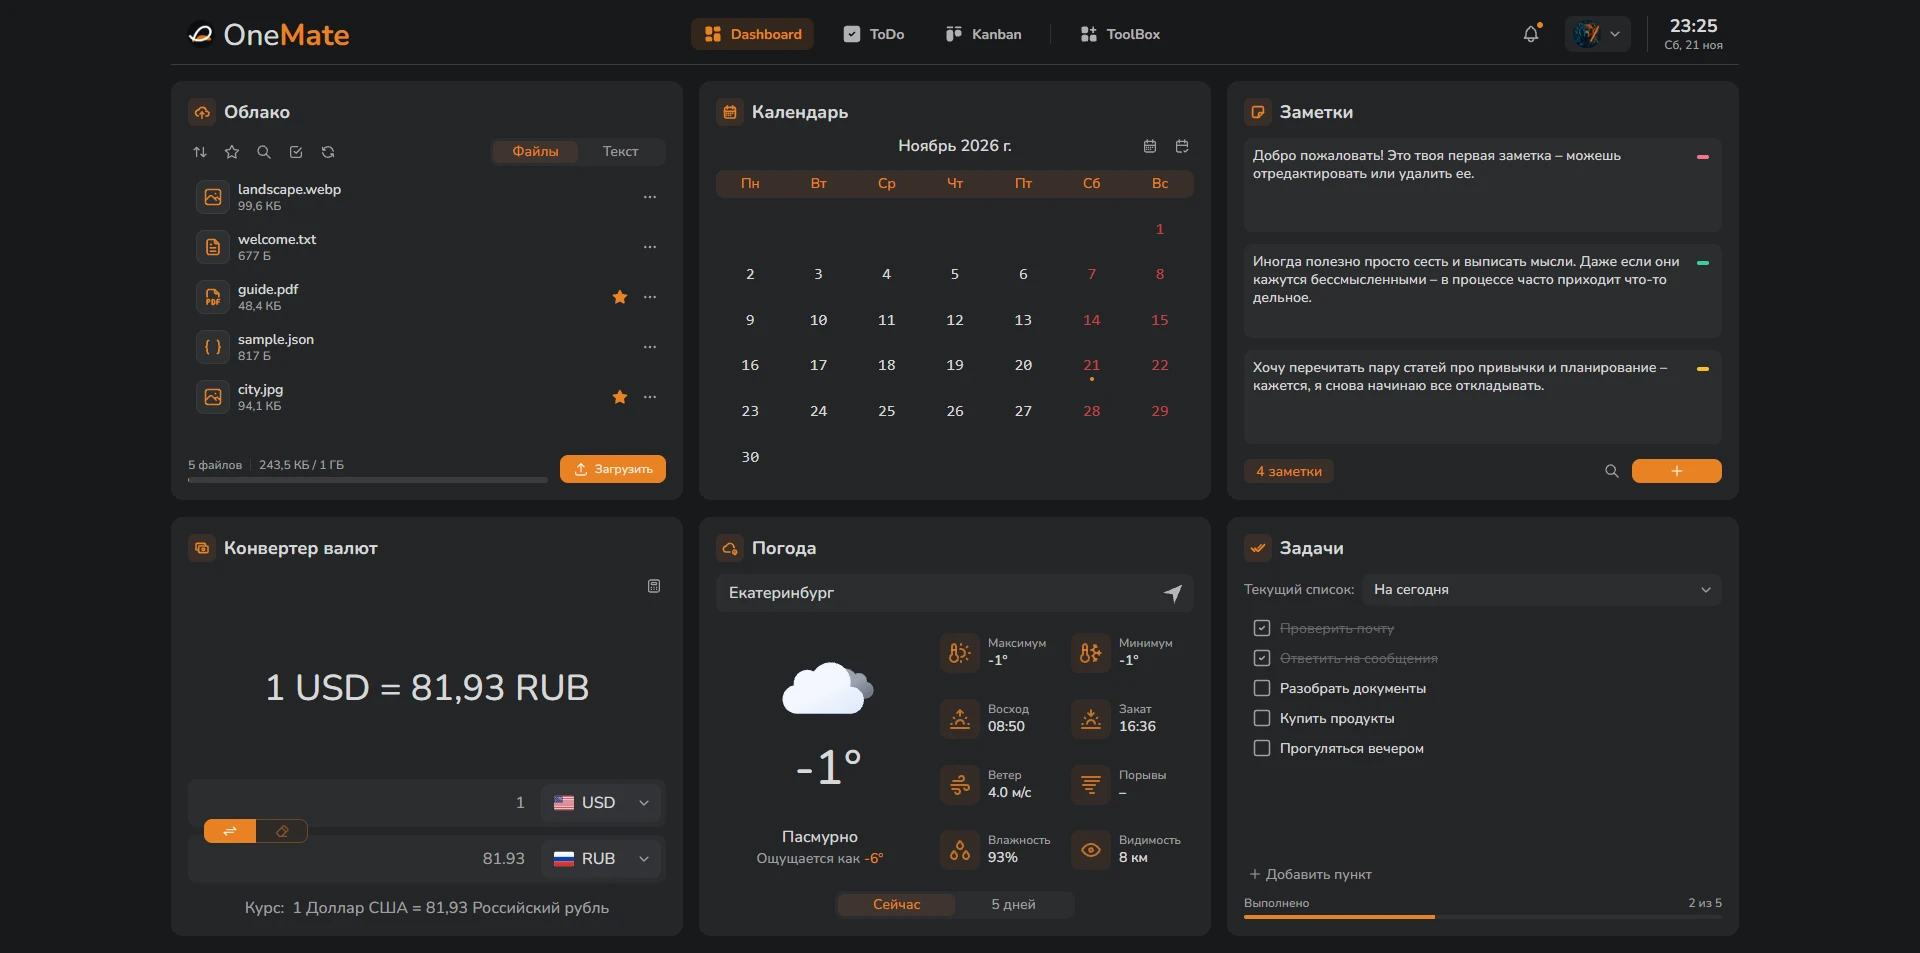 OneMate
Dashboard
ToDo
Kanban
ToolBox
23:25
Сб, 21 ноя
Облако
Файлы
Текст
landscape.webp
99,6 КБ
welcome.txt
677 Б
PDF
guide.pdf
48,4 КБ
sample.json
817 Б
city.jpg
94,1 КБ
5 файлов
243,5 КБ / 1 ГБ
Загрузить
Календарь
Ноябрь 2026 г.
Пн Вт Ср Чт Пт Сб Вс
1
2 3 4 5 6 7 8
9 10 11 12 13 14 15
16 17 18 19 20 21 22
23 24 25 26 27 28 29
30
Заметки
Добро пожаловать! Это твоя первая заметка – можешь
отредактировать или удалить ее.
Иногда полезно просто сесть и выписать мысли. Даже если они
кажутся бессмысленными – в процессе часто приходит что-то
дельное.
Хочу перечитать пару статей про привычки и планирование –
кажется, я снова начинаю все откладывать.
4 заметки
+
Конвертер валют
1 USD = 81,93 RUB
1
USD
81.93
RUB
Курс: 1 Доллар США = 81,93 Российский рубль
Погода
Екатеринбург
-1°
Пасмурно
Ощущается как -6°
Максимум
-1°
Минимум
-1°
Восход
08:50
Закат
16:36
Ветер
4.0 м/с
Порывы
–
Влажность
93%
Видимость
8 км
Сейчас
5 дней
Задачи
Текущий список:
На сегодня
Проверить почту
Ответить на сообщения
Разобрать документы
Купить продукты
Прогуляться вечером
+ Добавить пункт
Выполнено
2 из 5